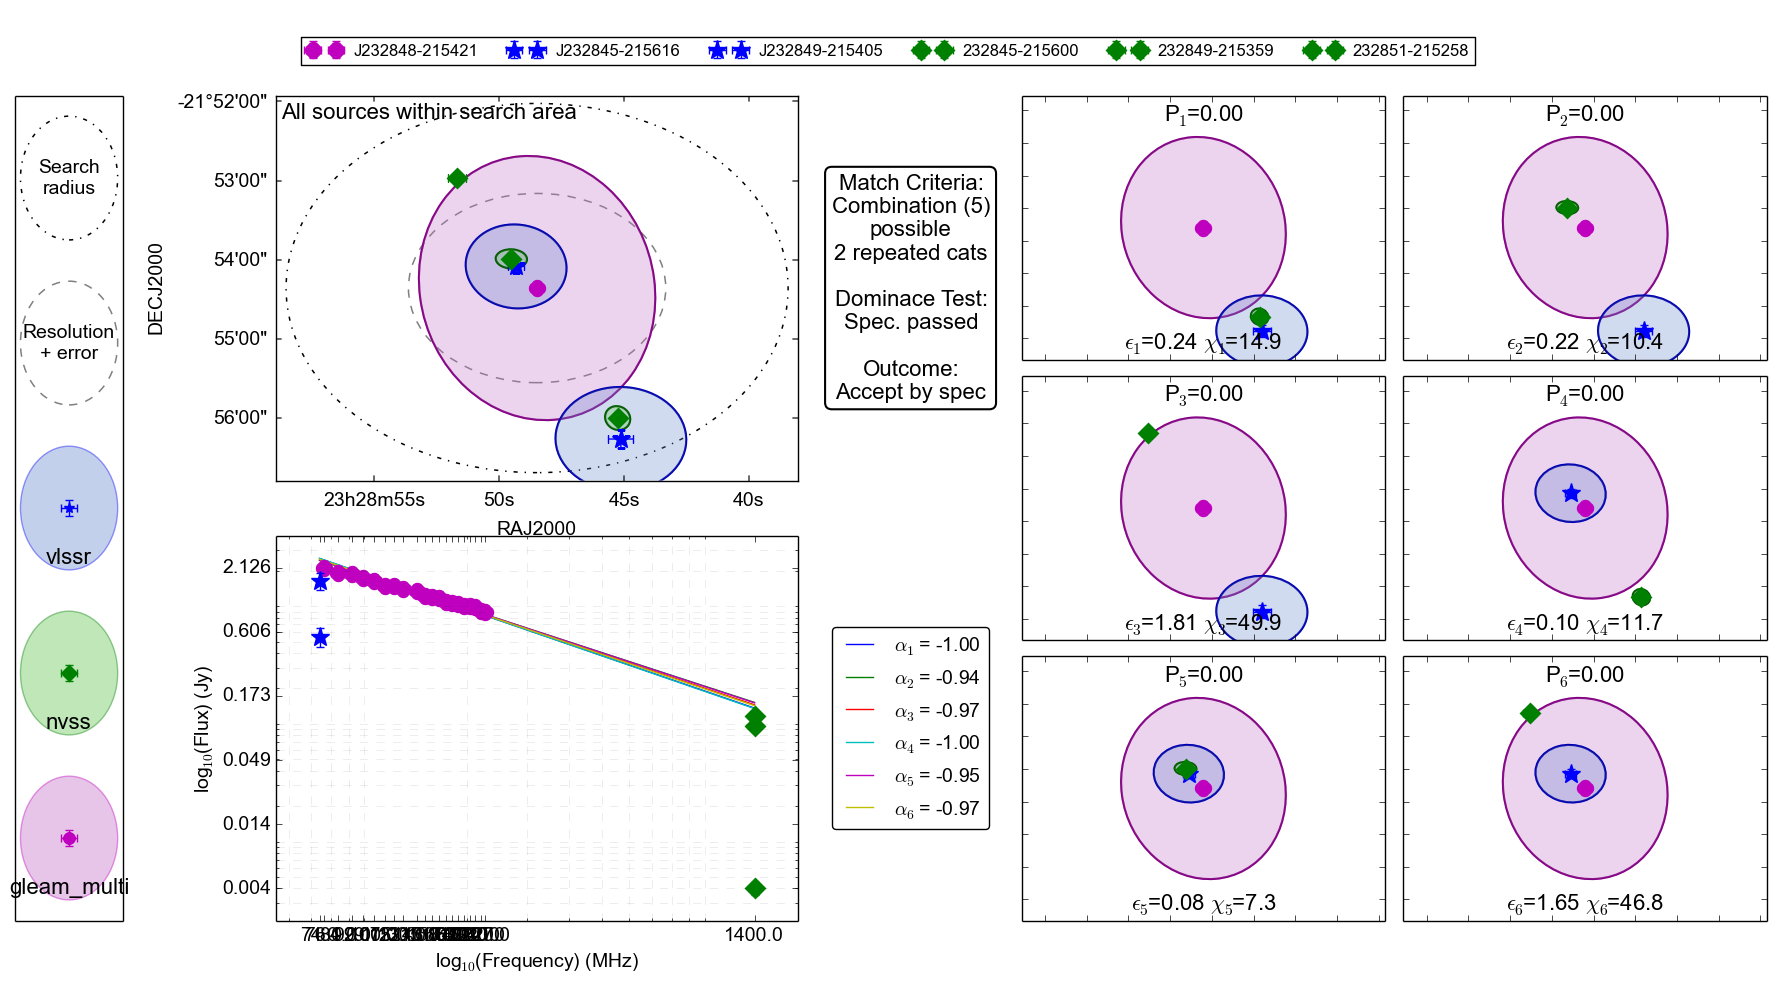 J232848-215421 J232845-215616 J232849-215405 232845-215600 232849-215359 232851-215258
Search
radius
Resolution
+ error
vlssr
nvss
gleam_multi
All sources within search area
DECJ2000
-21°52'00"
53'00"
54'00"
55'00"
56'00"
23h28m55s 50s 45s 40s
RAJ2000
log10(Flux) (Jy)
2.126
0.606
0.173
0.049
0.014
0.004
1400.0
log10(Frequency) (MHz)
Match Criteria:
Combination (5)
possible
2 repeated cats
Dominace Test:
Spec. passed
Outcome:
Accept by spec
α1 = -1.00
α2 = -0.94
α3 = -0.97
α4 = -1.00
α5 = -0.95
α6 = -0.97
P1=0.00
ϵ1=0.24 χ1=14.9
P2=0.00
ϵ2=0.22 χ2=10.4
P3=0.00
ϵ3=1.81 χ3=49.9
P4=0.00
ϵ4=0.10 χ4=11.7
P5=0.00
ϵ5=0.08 χ5=7.3
P6=0.00
ϵ6=1.65 χ6=46.8